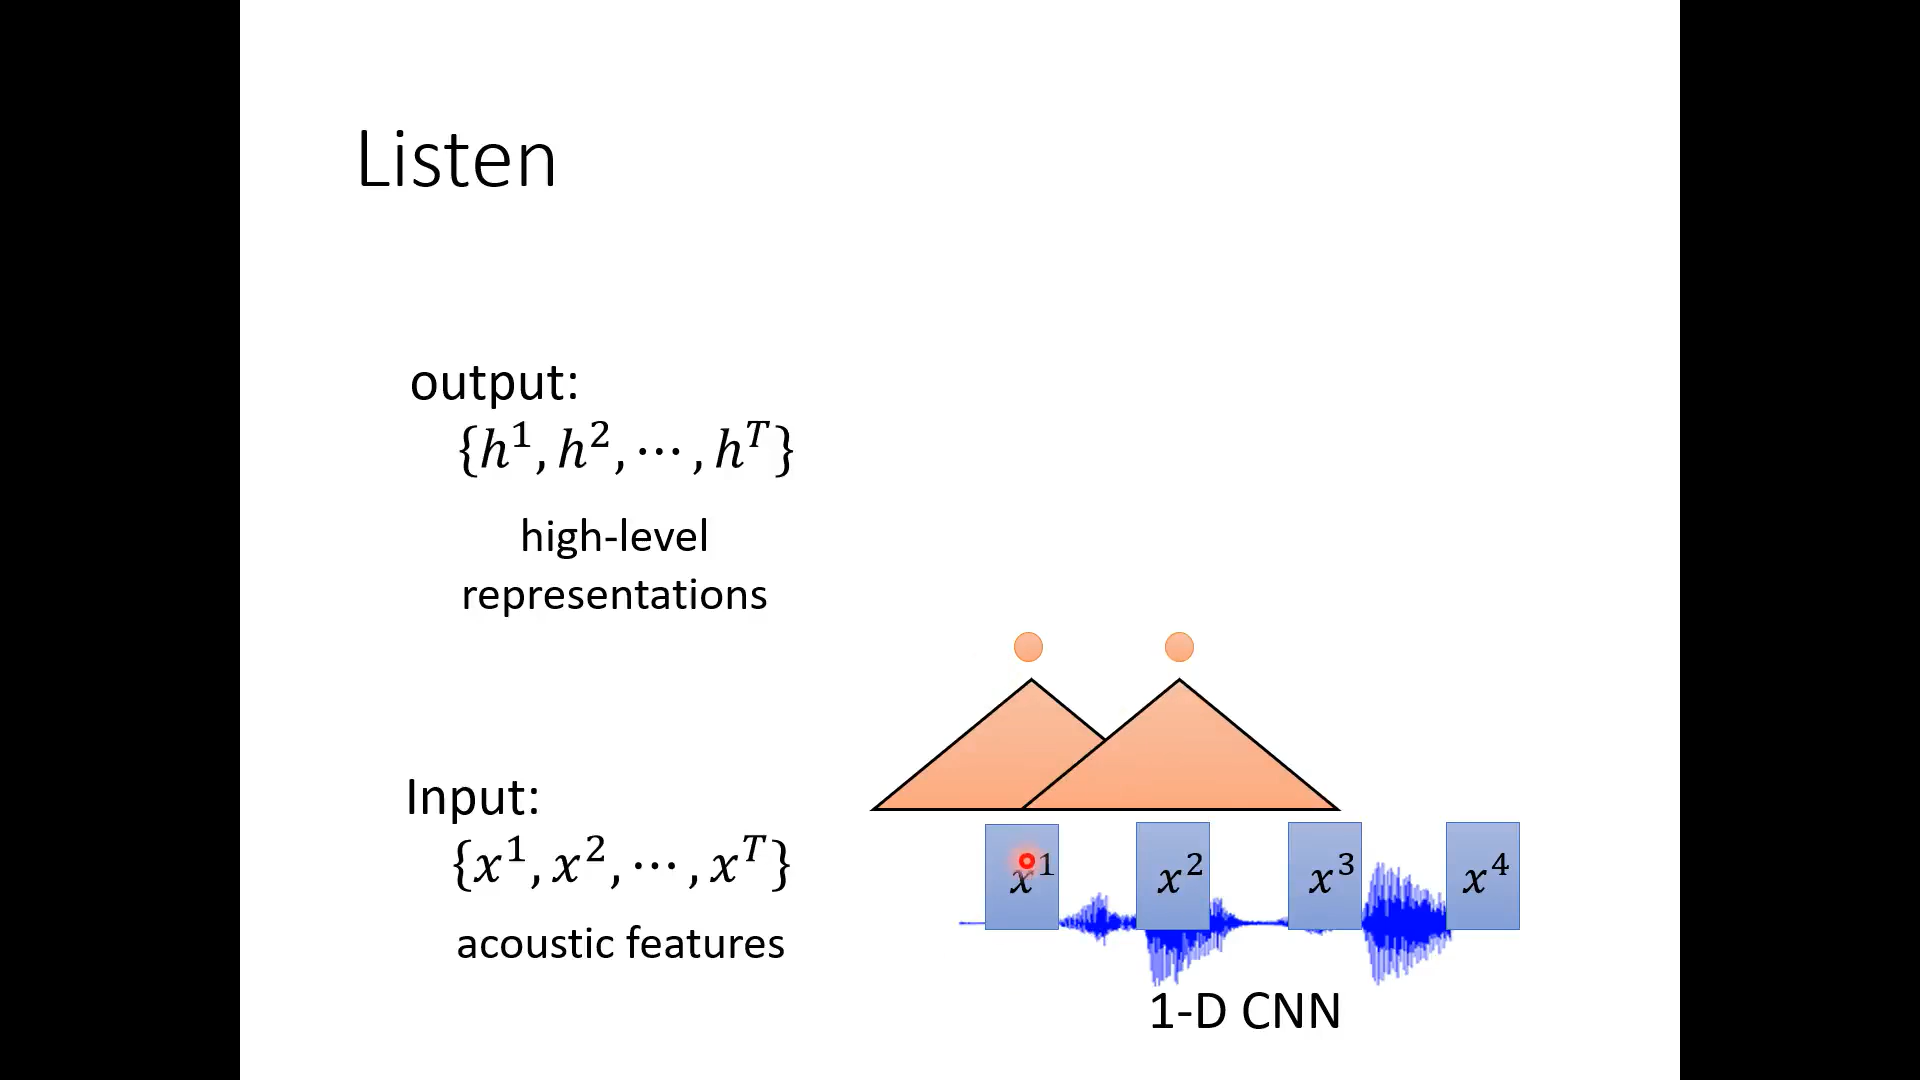 Listen
output:
{h¹, h², ⋯, hᵀ}
high-level
representations
Input:
{x¹, x², ⋯, xᵀ}
acoustic features
x¹ x² x³ x⁴
1-D CNN